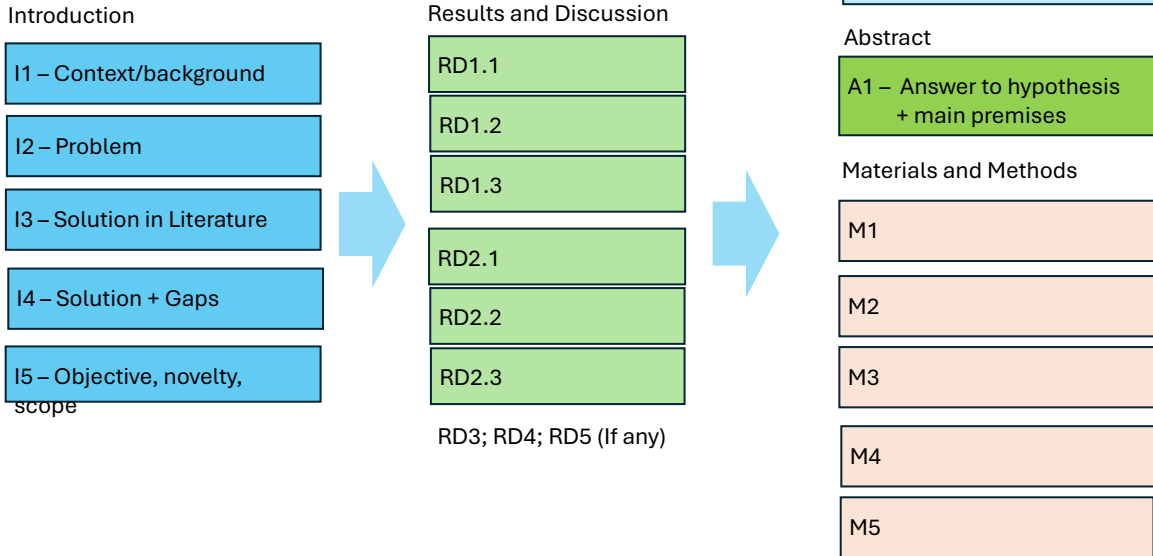 Introduction
I1 – Context/background
I2 – Problem
I3 – Solution in Literature
I4 – Solution + Gaps
I5 – Objective, novelty,
scope
Results and Discussion
RD1.1
RD1.2
RD1.3
RD2.1
RD2.2
RD2.3
RD3; RD4; RD5 (If any)
Abstract
A1 – Answer to hypothesis
+ main premises
Materials and Methods
M1
M2
M3
M4
M5